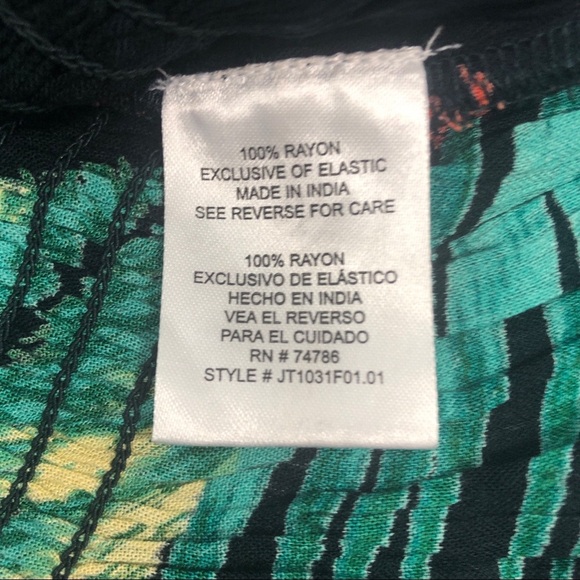 100% RAYON
EXCLUSIVE OF ELASTIC
MADE IN INDIA
SEE REVERSE FOR CARE
100% RAYON
EXCLUSIVO DE ELÁSTICO
HECHO EN INDIA
VEA EL REVERSO
PARA EL CUIDADO
RN # 74786
STYLE # JT1031F01.01